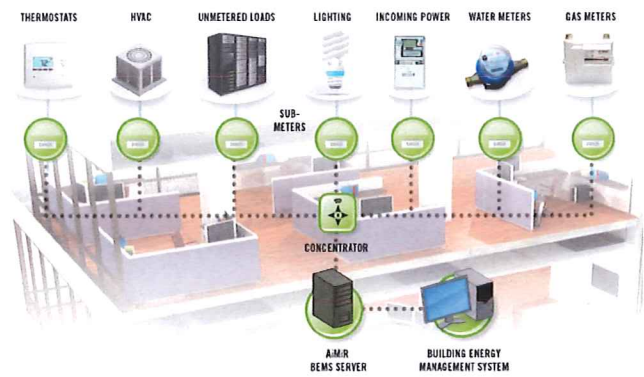 THERMOSTATS
HVAC
UNMETERED LOADS
LIGHTING
INCOMING POWER
WATER METERS
GAS METERS
SUB-
METERS
CONCENTRATOR
AiMiR
BEMS SERVER
BUILDING ENERGY
MANAGEMENT SYSTEM